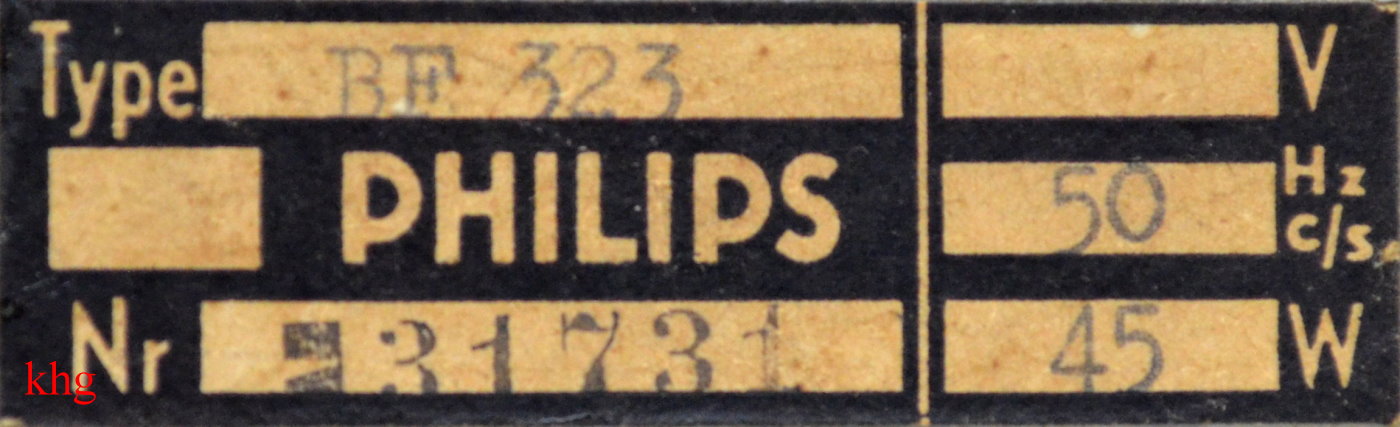 Type BF 323 V
PHILIPS 50 Hz c/s
Nr 31731 45 W
khg